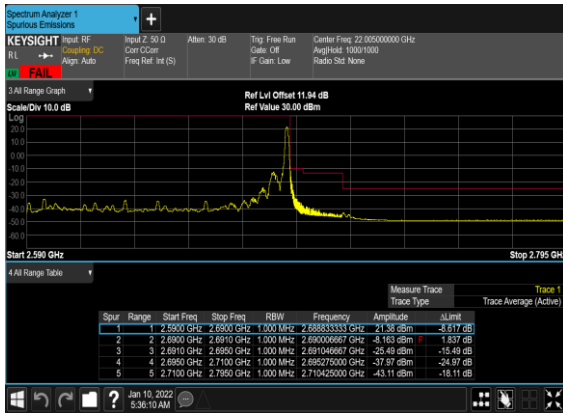 Spectrum Analyzer 1
Spurious Emissions
KEYSIGHT Input: RF Input Z: 50 Ω Atten: 30 dB Trig: Free Run Center Freq: 22.005000000 GHz
RL Coupling: DC Corr CCorr Gate: Off Avg|Hold: 1000/1000
Align: Auto Freq Ref: Int (S) IF Gain: Low Radio Std: None
LN FAIL
3 All Range Graph
Ref Lvl Offset 11.94 dB
Scale/Div 10.0 dB Ref Value 30.00 dBm
Log
20.0
10.0
0.00
-10.0
-20.0
-30.0
-40.0
-50.0
-60.0
Start 2.590 GHz Stop 2.795 GH
4 All Range Table
Measure Trace Trace 1
Trace Type Trace Average (Active)
Spur Range Start Freq Stop Freq RBW Frequency Amplitude ΔLimit
1 1 2.5900 GHz 2.6900 GHz 1.000 MHz 2.688833333 GHz 21.38 dBm -8.617 dB
2 2 2.6900 GHz 2.6910 GHz 1.000 MHz 2.690006667 GHz -8.163 dBm F 1.837 dB
3 3 2.6910 GHz 2.6950 GHz 1.000 MHz 2.691046667 GHz -25.49 dBm -15.49 dB
4 4 2.6950 GHz 2.7100 GHz 1.000 MHz 2.695275000 GHz -37.97 dBm -24.97 dB
5 5 2.7100 GHz 2.7950 GHz 1.000 MHz 2.710425000 GHz -43.11 dBm -18.11 dB
Jan 10, 2022
5:36:10 AM